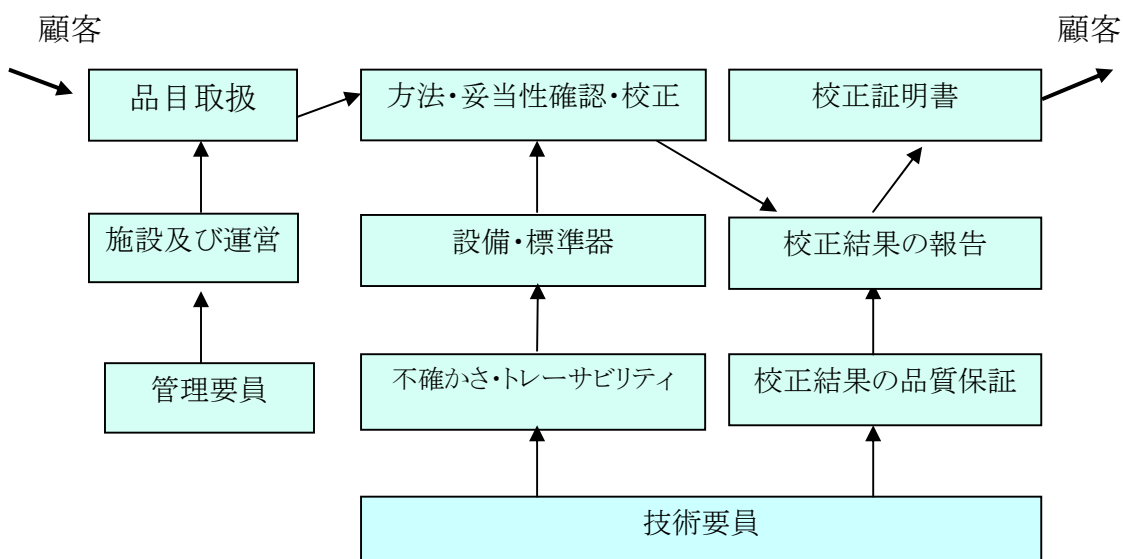 顧客
顧客
品目取扱
方法・妥当性確認・校正
校正証明書
施設及び運営
設備・標準器
校正結果の報告
管理要員
不確かさ・トレーサビリティ
校正結果の品質保証
技術要員